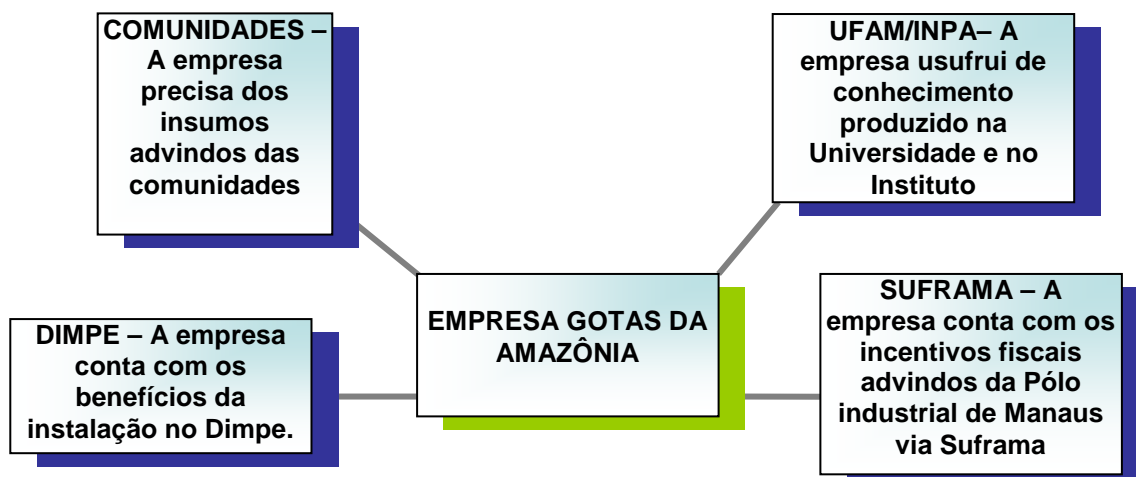 COMUNIDADES –
A empresa
precisa dos
insumos
advindos das
comunidades
UFAM/INPA– A
empresa usufrui de
conhecimento
produzido na
Universidade e no
Instituto
EMPRESA GOTAS DA
AMAZÔNIA
DIMPE – A empresa
conta com os
benefícios da
instalação no Dimpe.
SUFRAMA – A
empresa conta com os
incentivos fiscais
advindos da Pólo
industrial de Manaus
via Suframa